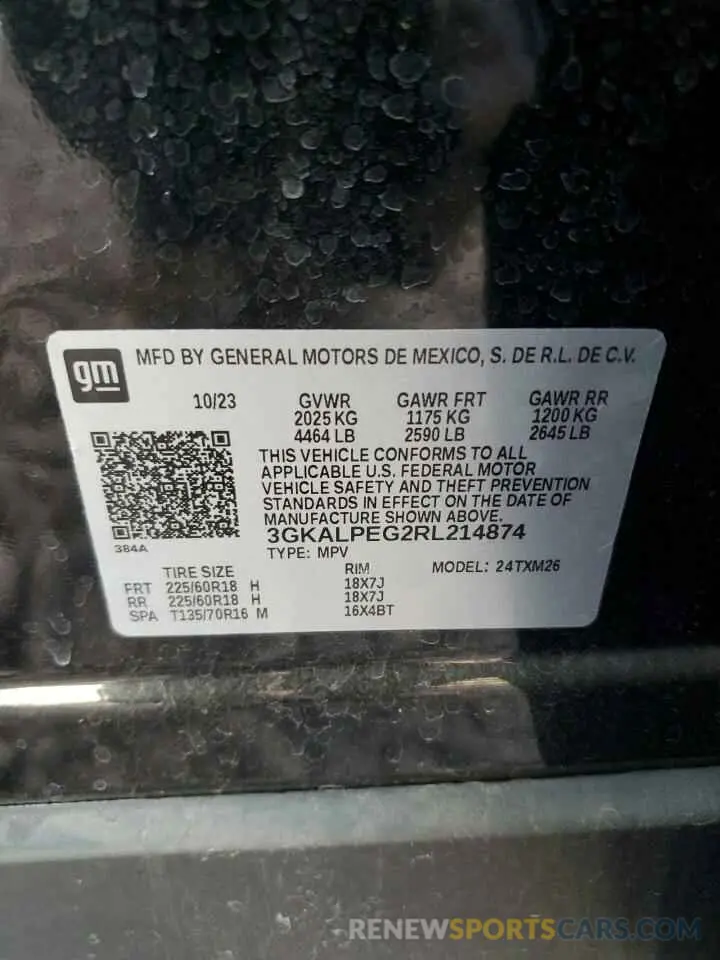 gm
MFD BY GENERAL MOTORS DE MEXICO, S. DE R.L. DE C.V.
10/23 GVWR GAWR FRT GAWR RR
2025 KG 1175 KG 1200 KG
4464 LB 2590 LB 2645 LB
THIS VEHICLE CONFORMS TO ALL
APPLICABLE U.S. FEDERAL MOTOR
VEHICLE SAFETY AND THEFT PREVENTION
STANDARDS IN EFFECT ON THE DATE OF
MANUFACTURE SHOWN ABOVE.
3GKALPEG2RL214874
384A
TYPE: MPV
TIRE SIZE RIM MODEL: 24TXM26
FRT 225/60R18 H 18X7J
RR 225/60R18 H 18X7J
SPA T135/70R16 M 16X4BT
RENEWSPORTSCARS.COM